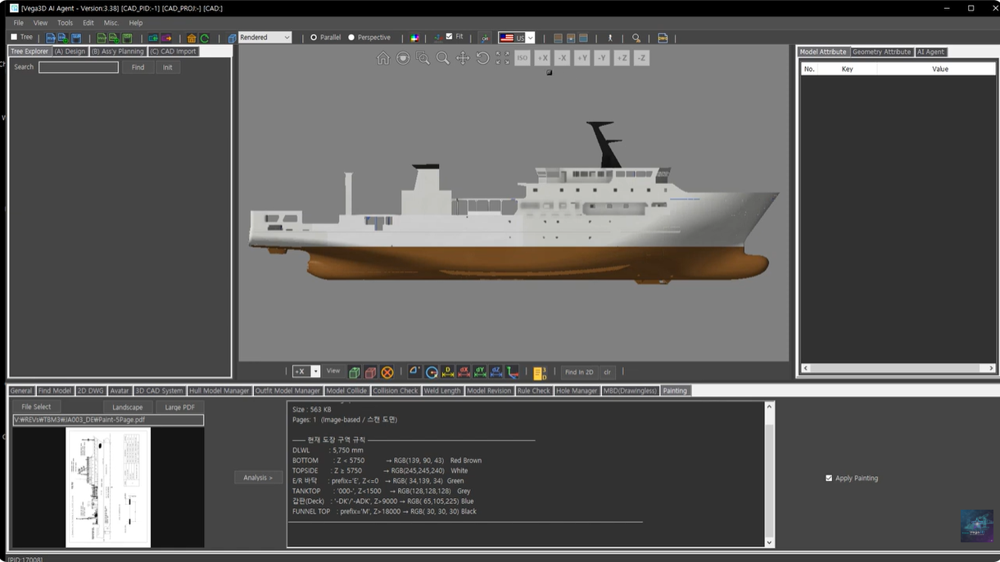 [Vega3D AI Agent - Version:3.38] [CAD_PID:-1] [CAD_PROJ:-] [CAD:]
File View Tools Edit Misc. Help
Tree Rendered Parallel Perspective Fit US
Tree Explorer (A) Design (B) Ass'y Planning (C) CAD Import
Search Find Init
ISO +X -X +Y -Y +Z -Z
Model Attribute Geometry Attribute AI Agent
No. Key Value
+X View D dX dY dZ Find In 2D clr
General Find Model 2D DWG Avatar 3D CAD System Hull Model Manager Outfit Model Manager Model Collide Collision Check Weld Length Model Revision Rule Check Hole Manager MBD(Drawingless) Painting
File Select Landscape Large PDF
V:₩REVs₩TBM3₩JA003_DE₩Paint-5Page.pdf
Analysis >
Size : 563 KB
Pages: 1 (Image-based / 스캔 도면)
─── 현재 도장 구역 규칙 ───
DLWL : 5,750 mm
BOTTOM : Z < 5750 → RGB(139, 90, 43) Red Brown
TOPSIDE : Z ≥ 5750 → RGB(245,245,240) White
E/R 바닥 : prefix='E', Z<=0 → RGB( 34,139, 34) Green
TANKTOP : '000-', Z<1500 → RGB(128,128,128) Grey
갑판(Deck) : '-DK'/'-ADK', Z>9000 → RGB( 65,105,225) Blue
FUNNEL TOP : prefix='M', Z>18000 → RGB( 30, 30, 30) Black
Apply Painting
Vega3D
[PID:17008]